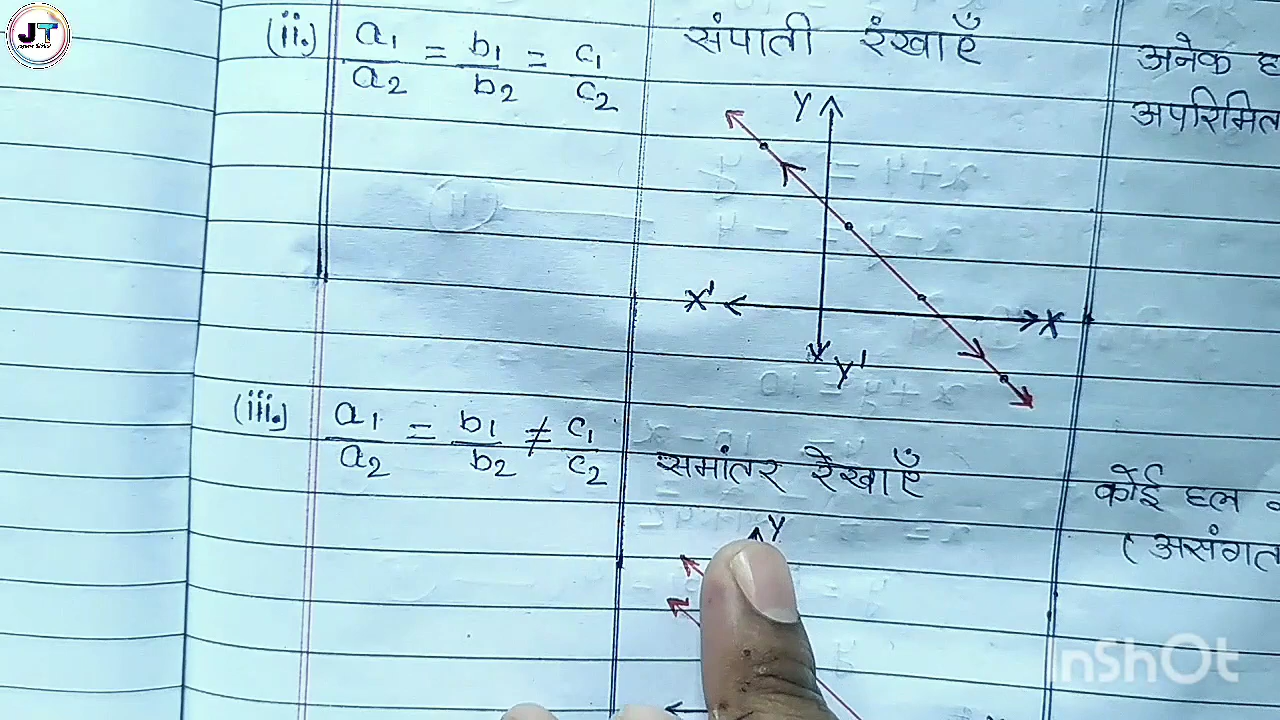 JT
(ii.) a₁/a₂ = b₁/b₂ = c₁/c₂
संपाती रेखाएँ
अनेक ह
अपरिमित
Y
X' X
Y'
(iii.) a₁/a₂ = b₁/b₂ ≠ c₁/c₂
समांतर रेखाएँ
कोई हल
(असंगत
Y
InShOt